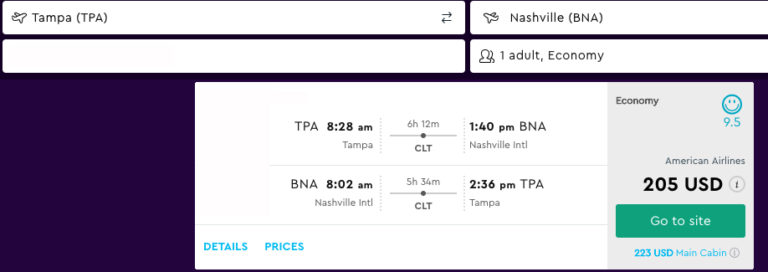 Tampa (TPA)
Nashville (BNA)
1 adult, Economy
TPA 8:28 am
6h 12m
CLT
1:40 pm BNA
Tampa
Nashville Intl
BNA 8:02 am
5h 34m
CLT
2:36 pm TPA
Nashville Intl
Tampa
DETAILS PRICES
Economy
9.5
American Airlines
205 USD i
Go to site
223 USD Main Cabin i